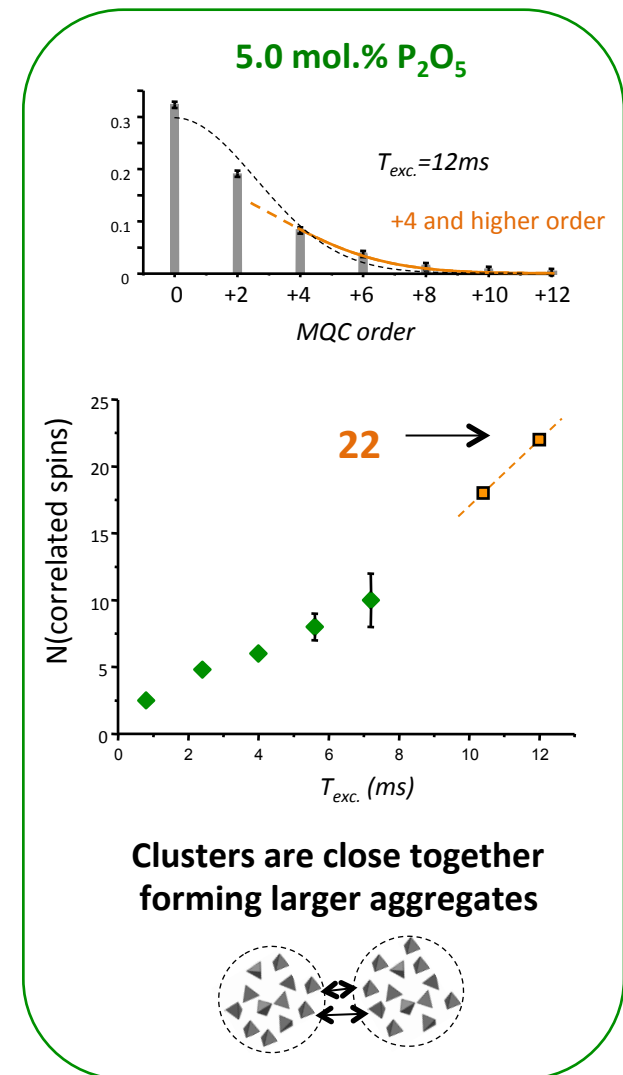 5.0 mol.% P₂O₅
0.3
0.2
0.1
0
T_exc.=12ms
+4 and higher order
0 +2 +4 +6 +8 +10 +12
MQC order
N(correlated spins)
25
20
15
10
5
0
22
0 2 4 6 8 10 12
T_exc. (ms)
Clusters are close together
forming larger aggregates